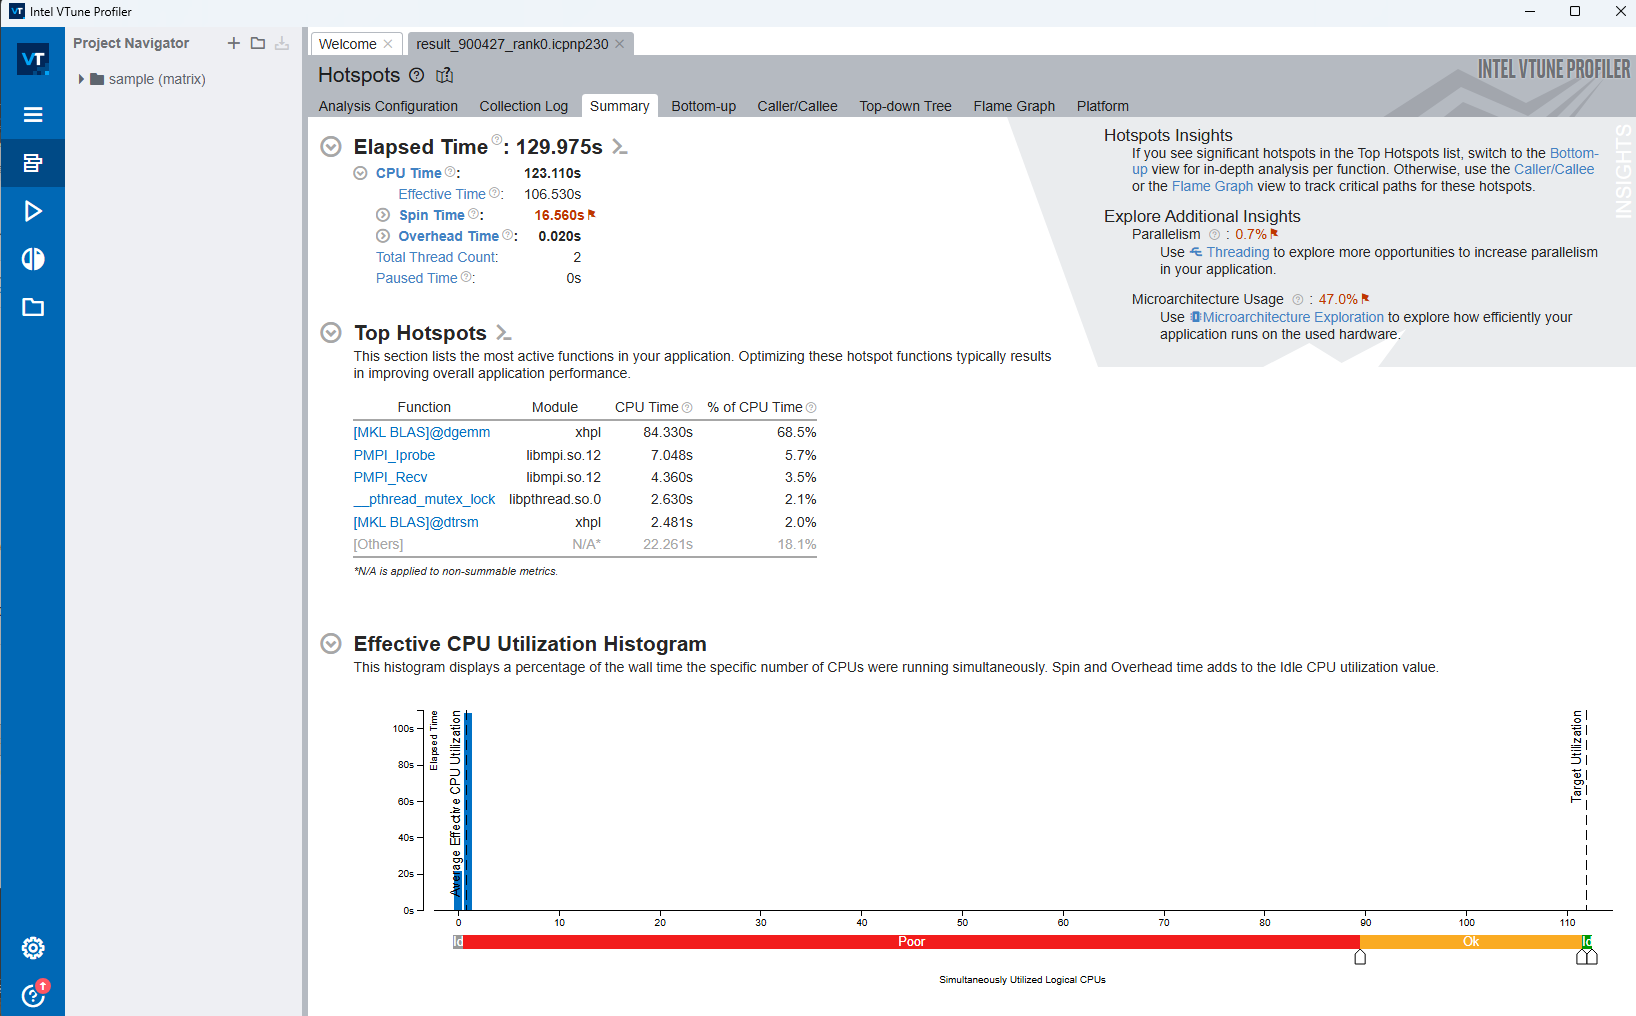 Intel VTune Profiler
VT
Project Navigator
sample (matrix)
Welcome
result_900427_rank0.icpnp230
Hotspots
INTEL VTUNE PROFILER
Analysis Configuration Collection Log Summary Bottom-up Caller/Callee Top-down Tree Flame Graph Platform
Elapsed Time: 129.975s
CPU Time: 123.110s
Effective Time: 106.530s
Spin Time: 16.560s
Overhead Time: 0.020s
Total Thread Count: 2
Paused Time: 0s
Hotspots Insights
If you see significant hotspots in the Top Hotspots list, switch to the Bottom-
up view for in-depth analysis per function. Otherwise, use the Caller/Callee
or the Flame Graph view to track critical paths for these hotspots.
Explore Additional Insights
Parallelism : 0.7%
Use Threading to explore more opportunities to increase parallelism
in your application.
Microarchitecture Usage : 47.0%
Use Microarchitecture Exploration to explore how efficiently your
application runs on the used hardware.
INSIGHTS
Top Hotspots
This section lists the most active functions in your application. Optimizing these hotspot functions typically results
in improving overall application performance.
Function Module CPU Time % of CPU Time
[MKL BLAS]@dgemm xhpl 84.330s 68.5%
PMPI_Iprobe libmpi.so.12 7.048s 5.7%
PMPI_Recv libmpi.so.12 4.360s 3.5%
__pthread_mutex_lock libpthread.so.0 2.630s 2.1%
[MKL BLAS]@dtrsm xhpl 2.481s 2.0%
[Others] N/A* 22.261s 18.1%
*N/A is applied to non-summable metrics.
Effective CPU Utilization Histogram
This histogram displays a percentage of the wall time the specific number of CPUs were running simultaneously. Spin and Overhead time adds to the Idle CPU utilization value.
100s
80s
60s
40s
20s
0s
Elapsed Time
Average Effective CPU Utilization
Target Utilization
0 10 20 30 40 50 60 70 80 90 100 110
Id Poor Ok Id
Simultaneously Utilized Logical CPUs